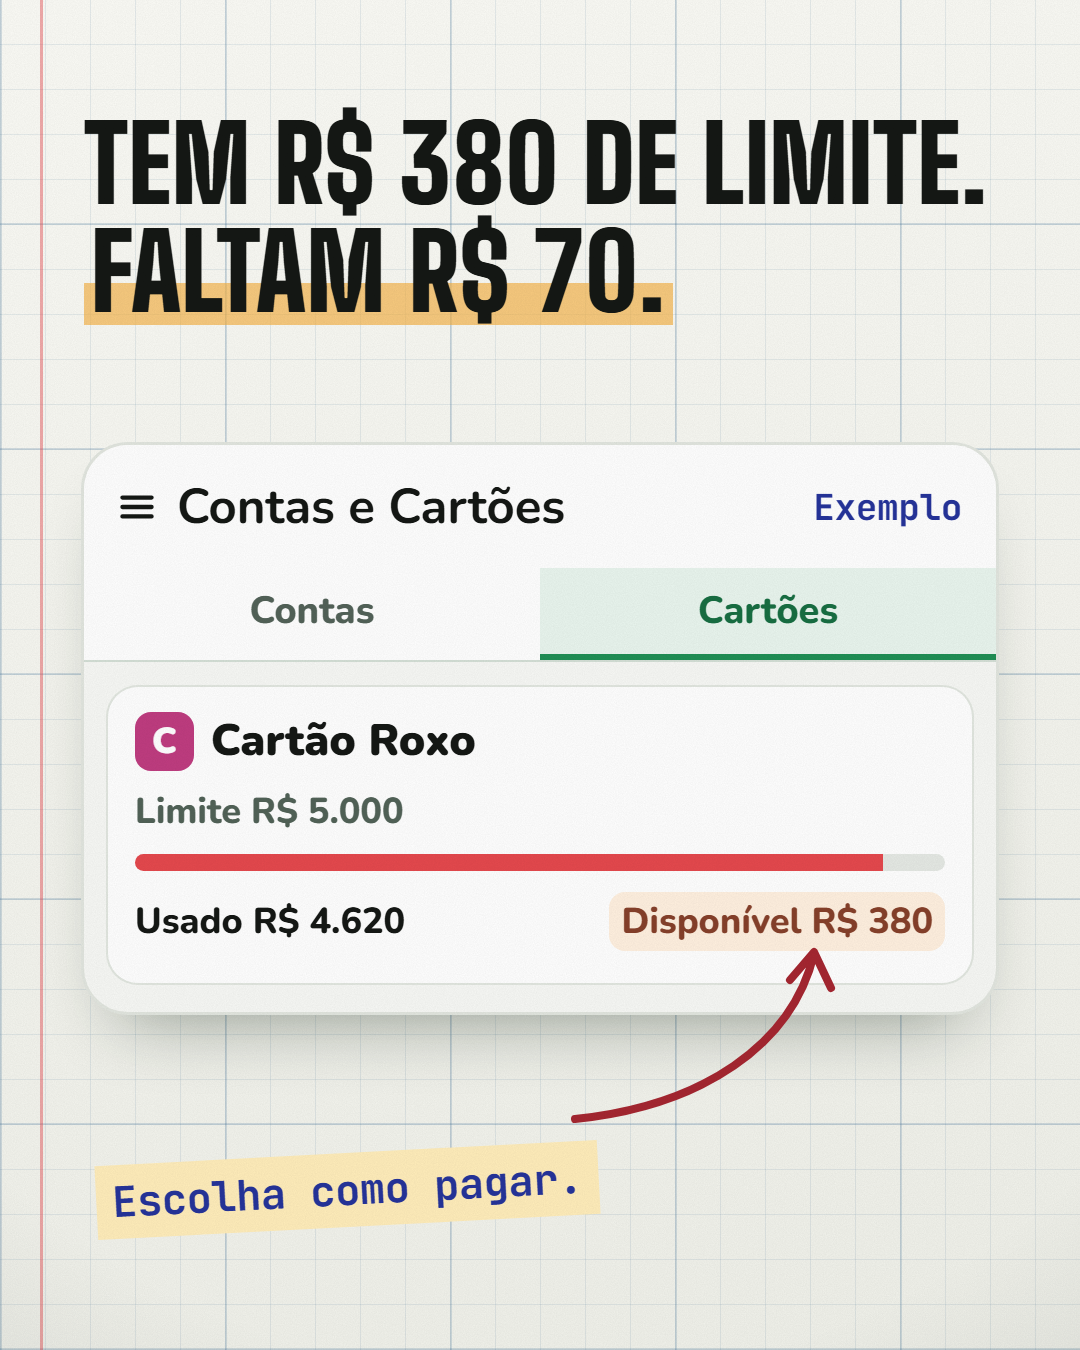 TEM R$ 380 DE LIMITE.
FALTAM R$ 70.
Contas e Cartões
Exemplo
Contas
Cartões
C
Cartão Roxo
Limite R$ 5.000
Usado R$ 4.620
Disponível R$ 380
Escolha como pagar.